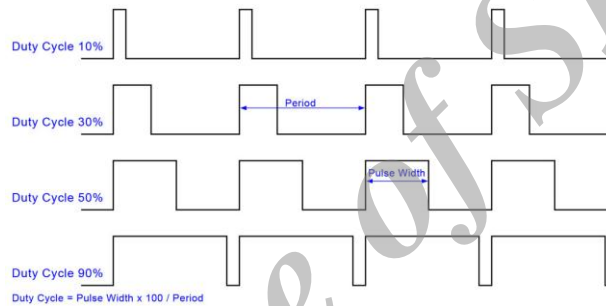 Duty Cycle 10%
Period
Duty Cycle 30%
Pulse Width
Duty Cycle 50%
Duty Cycle 90%
Duty Cycle = Pulse Width x 100 / Period